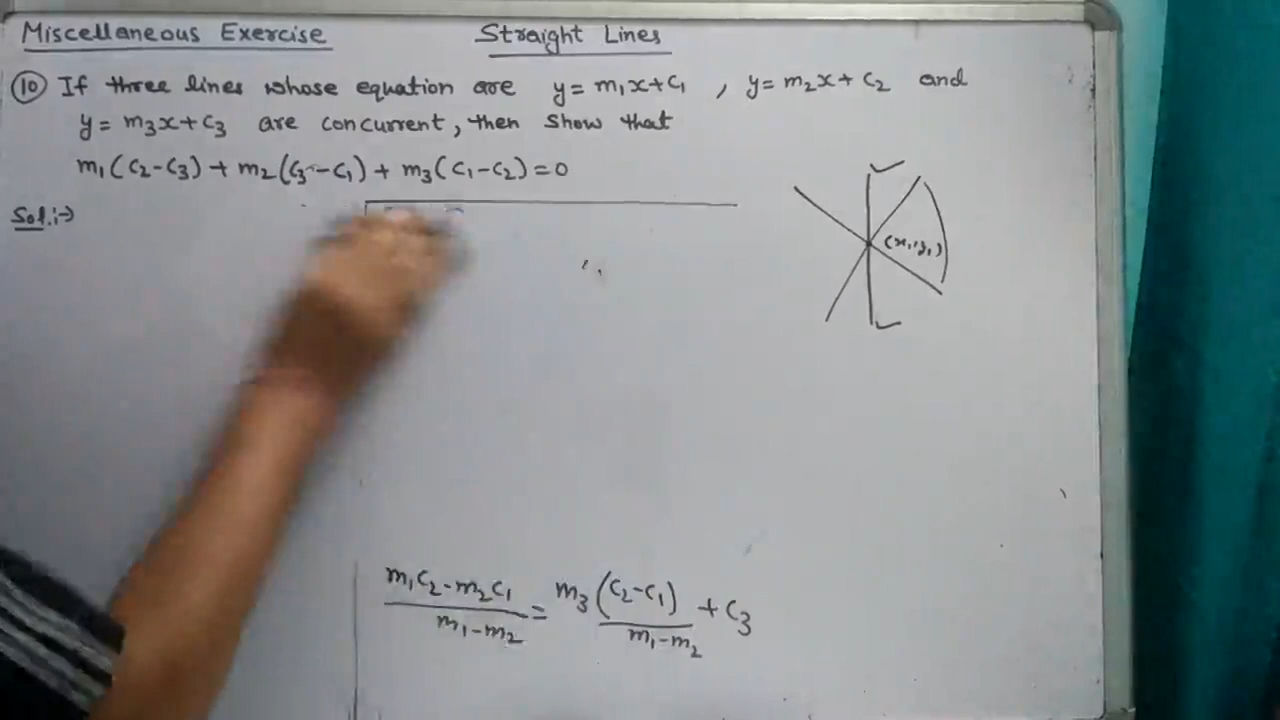 Miscellaneous Exercise Straight Lines
(10) If three lines whose equation are y = m₁x + c₁ , y = m₂x + c₂ and
y = m₃x + c₃ are concurrent, then show that
m₁(c₂-c₃) + m₂(c₃-c₁) + m₃(c₁-c₂) = 0
Sol:→
(x₁,y₁)
(m₁c₂-m₂c₁)/(m₁-m₂) = m₃(c₂-c₁)/(m₁-m₂) + c₃